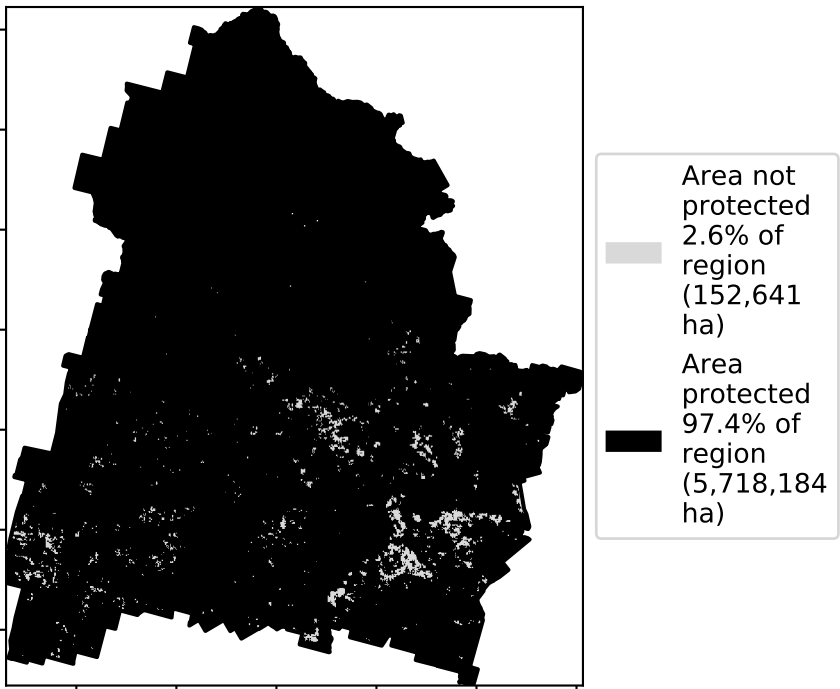 Area not
protected
2.6% of
region
(152,641
ha)
Area
protected
97.4% of
region
(5,718,184
ha)